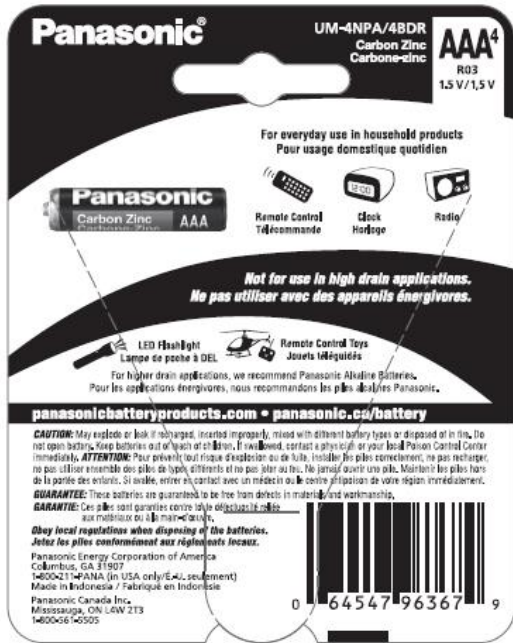 Panasonic®
UM-4NPA/4BDR
Carbon Zinc
Carbone-zinc
AAA⁴
R03
1.5 V/1,5 V
For everyday use in household products
Pour usage domestique quotidien
Panasonic
Carbon Zinc
Carbone-Zinc
AAA
Remote Control
Télécommande
Clock
Horloge
Radio
Not for use in high drain applications.
Ne pas utiliser avec des appareils énergivores.
LED Flashlight
Lampe de poche à DEL
Remote Control Toys
Jouets téléguidés
For higher drain applications, we recommend Panasonic Alkaline Batteries.
Pour les applications énergivores, nous recommandons les piles alcalines Panasonic.
panasonicbatteryproducts.com • panasonic.ca/battery
CAUTION: May explode or leak if recharged, inserted improperly, mixed with different battery types or disposed of in fire. Do
not open battery. Keep batteries out of reach of children. If swallowed, contact a physician or your local Poison Control Center
immediately. ATTENTION: Pour prévenir tout risque d'explosion ou de fuite, installer les piles correctement, ne pas recharger,
ne pas utiliser ensemble des piles de types différents et ne pas jeter au feu. Ne jamais ouvrir une pile. Maintenir les piles hors
de la portée des enfants. Si avalée, entrer en contact avec un médecin ou le centre antipoison de votre région immédiatement.
GUARANTEE: These batteries are guaranteed to be free from defects in materials and workmanship.
GARANTIE: Ces piles sont garanties contre toute défectuosité reliée
aux matériaux ou à la main-d'œuvre.
Obey local regulations when disposing of the batteries.
Jetez les piles conformément aux règlements locaux.
Panasonic Energy Corporation of America
Columbus, GA 31907
1-800-211-PANA (in USA only/É.-U. seulement)
Made in Indonesia / Fabriqué en Indonésie
Panasonic Canada Inc.
Mississauga, ON L4W 2T3
1-800-561-5505
0 64547 96367 9